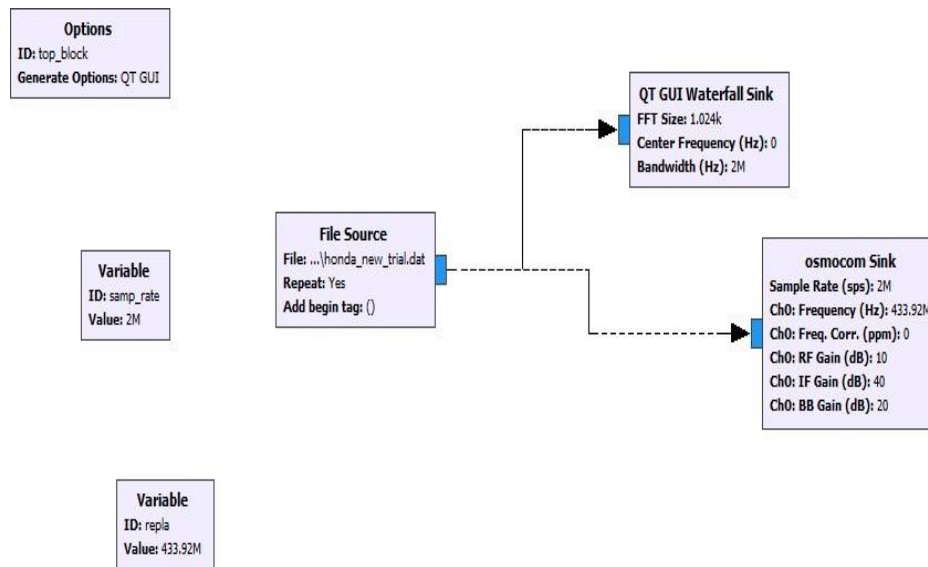 Options
ID: top_block
Generate Options: QT GUI
QT GUI Waterfall Sink
FFT Size: 1.024k
Center Frequency (Hz): 0
Bandwidth (Hz): 2M
File Source
File: ...\honda_new_trial.dat
Repeat: Yes
Add begin tag: ()
Variable
ID: samp_rate
Value: 2M
osmocom Sink
Sample Rate (sps): 2M
Ch0: Frequency (Hz): 433.92M
Ch0: Freq. Corr. (ppm): 0
Ch0: RF Gain (dB): 10
Ch0: IF Gain (dB): 40
Ch0: BB Gain (dB): 20
Variable
ID: repla
Value: 433.92M